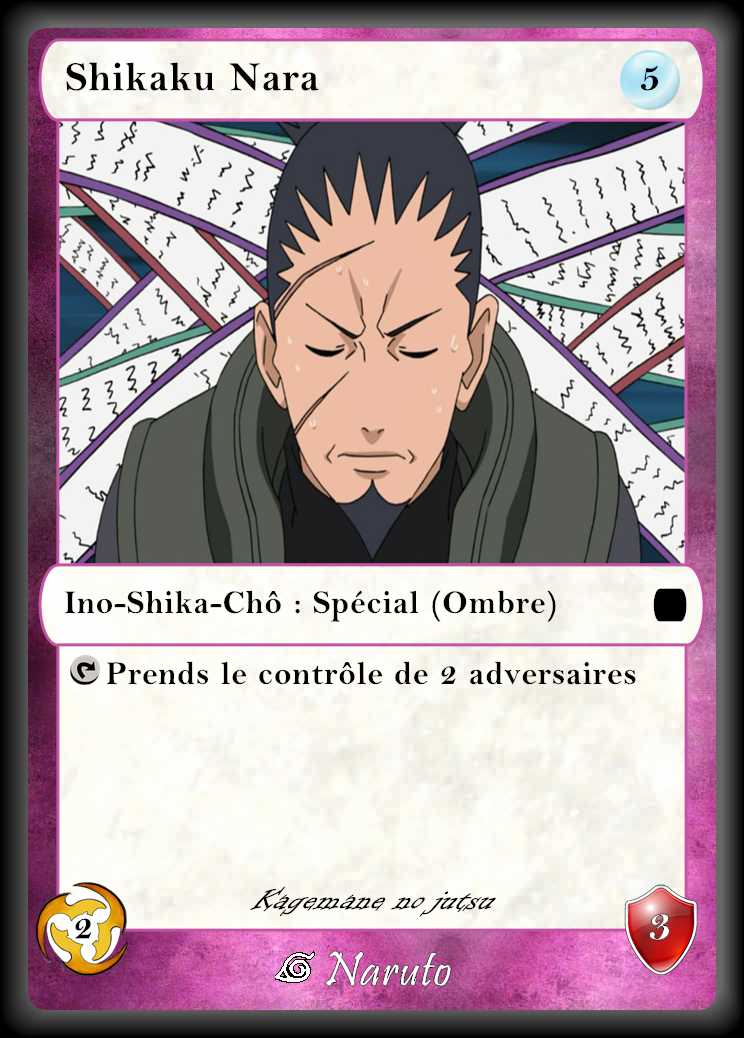 Shikaku Nara
5
Ino-Shika-Chô : Spécial (Ombre)
Prends le contrôle de 2 adversaires
Kagemane no jutsu
2
3
Naruto